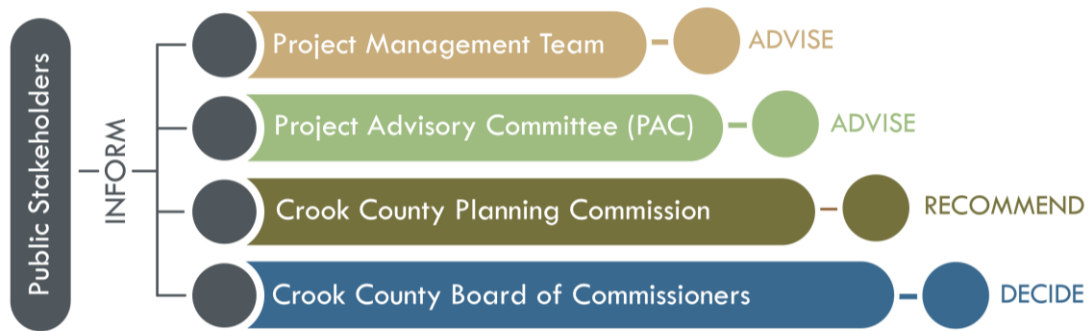 Public Stakeholders
INFORM
Project Management Team
ADVISE
Project Advisory Committee (PAC)
ADVISE
Crook County Planning Commission
RECOMMEND
Crook County Board of Commissioners
DECIDE